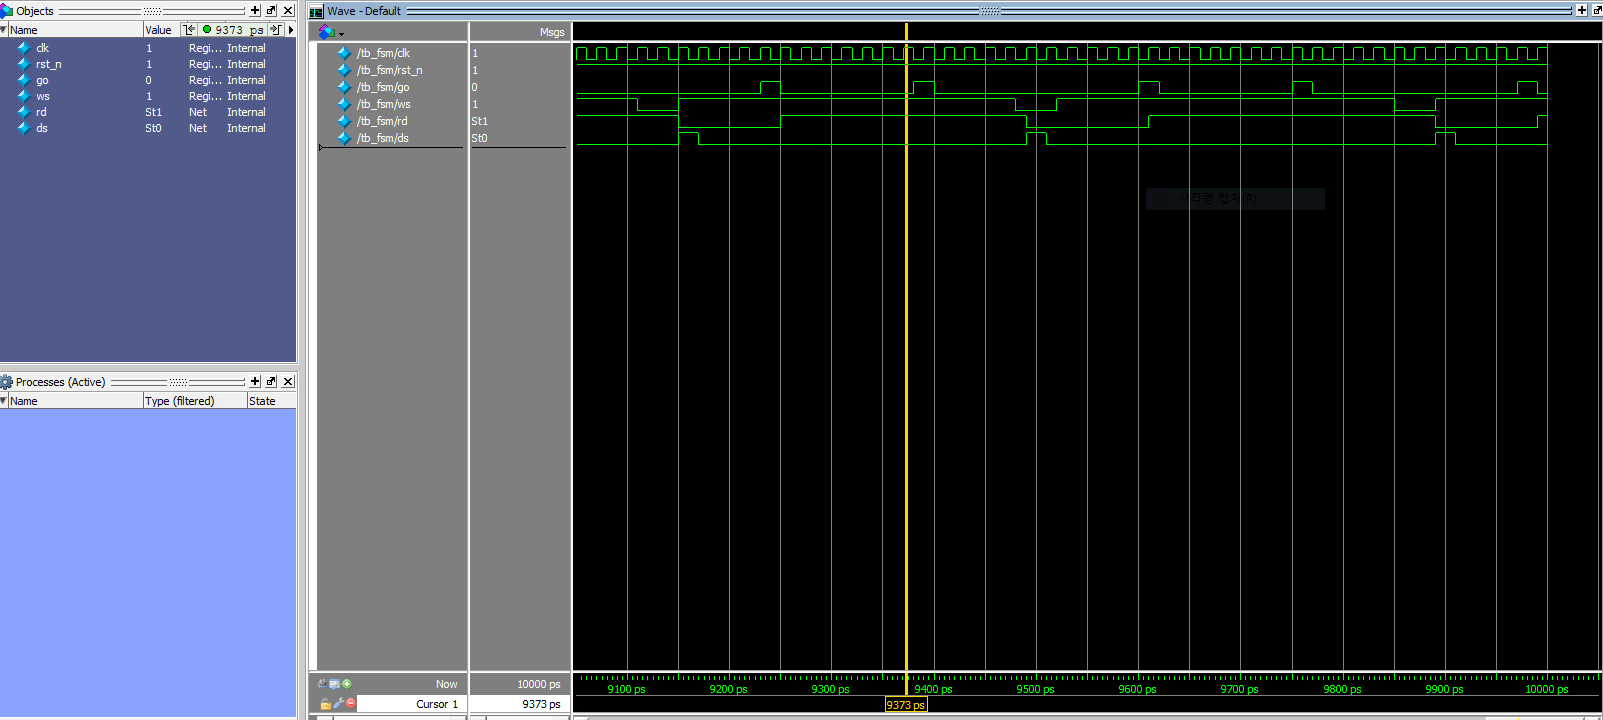 Objects
Name Value 9373 ps
clk 1 Regi... Internal
rst_n 1 Regi... Internal
go 0 Regi... Internal
ws 1 Regi... Internal
rd St1 Net Internal
ds St0 Net Internal
Processes (Active)
Name Type (filtered) State
Wave - Default
Msgs
/tb_fsm/clk 1
/tb_fsm/rst_n 1
/tb_fsm/go 0
/tb_fsm/ws 1
/tb_fsm/rd St1
/tb_fsm/ds St0
Now 10000 ps
9100 ps 9200 ps 9300 ps 9400 ps 9500 ps 9600 ps 9700 ps 9800 ps 9900 ps 10000 ps
Cursor 1 9373 ps
9373 ps